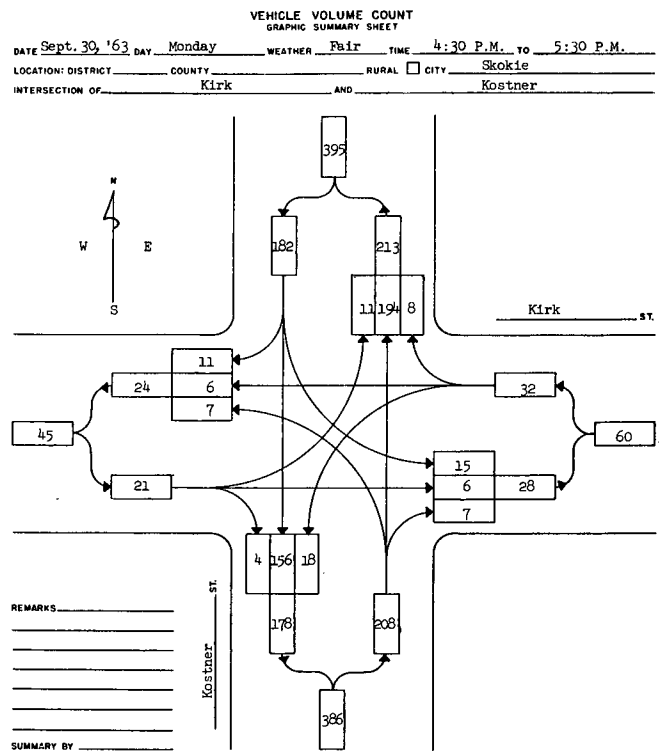 VEHICLE VOLUME COUNT
GRAPHIC SUMMARY SHEET
DATE Sept. 30, '63 DAY Monday WEATHER Fair TIME 4:30 P.M. TO 5:30 P.M.
LOCATION: DISTRICT COUNTY RURAL CITY Skokie
INTERSECTION OF Kirk AND Kostner
395
N
182 213
W E
11 194 8
S
Kirk ST.
11
24 6 32
7
45 60
15
21 6 28
7
4 156 18
REMARKS
178 208
Kostner ST.
386
SUMMARY BY